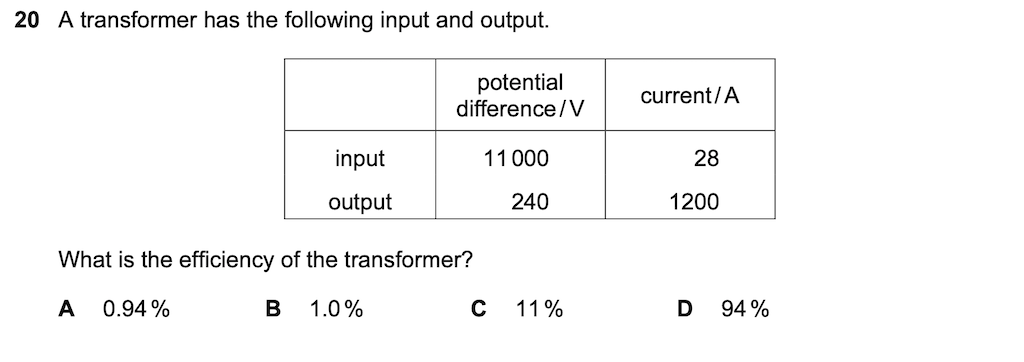 20 A transformer has the following input and output.
potential difference / V
current / A
input 11 000 28
output 240 1200
What is the efficiency of the transformer?
A 0.94 % B 1.0 % C 11 % D 94 %